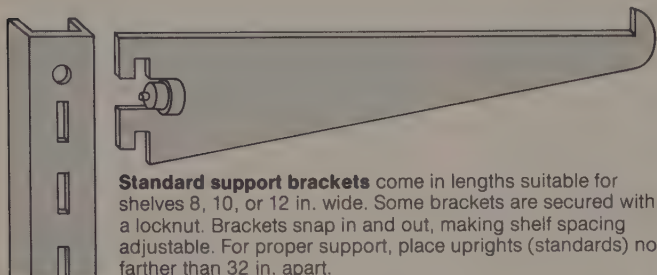 Standard support brackets come in lengths suitable for
shelves 8, 10, or 12 in. wide. Some brackets are secured with
a locknut. Brackets snap in and out, making shelf spacing
adjustable. For proper support, place uprights (standards) no
farther than 32 in. apart.